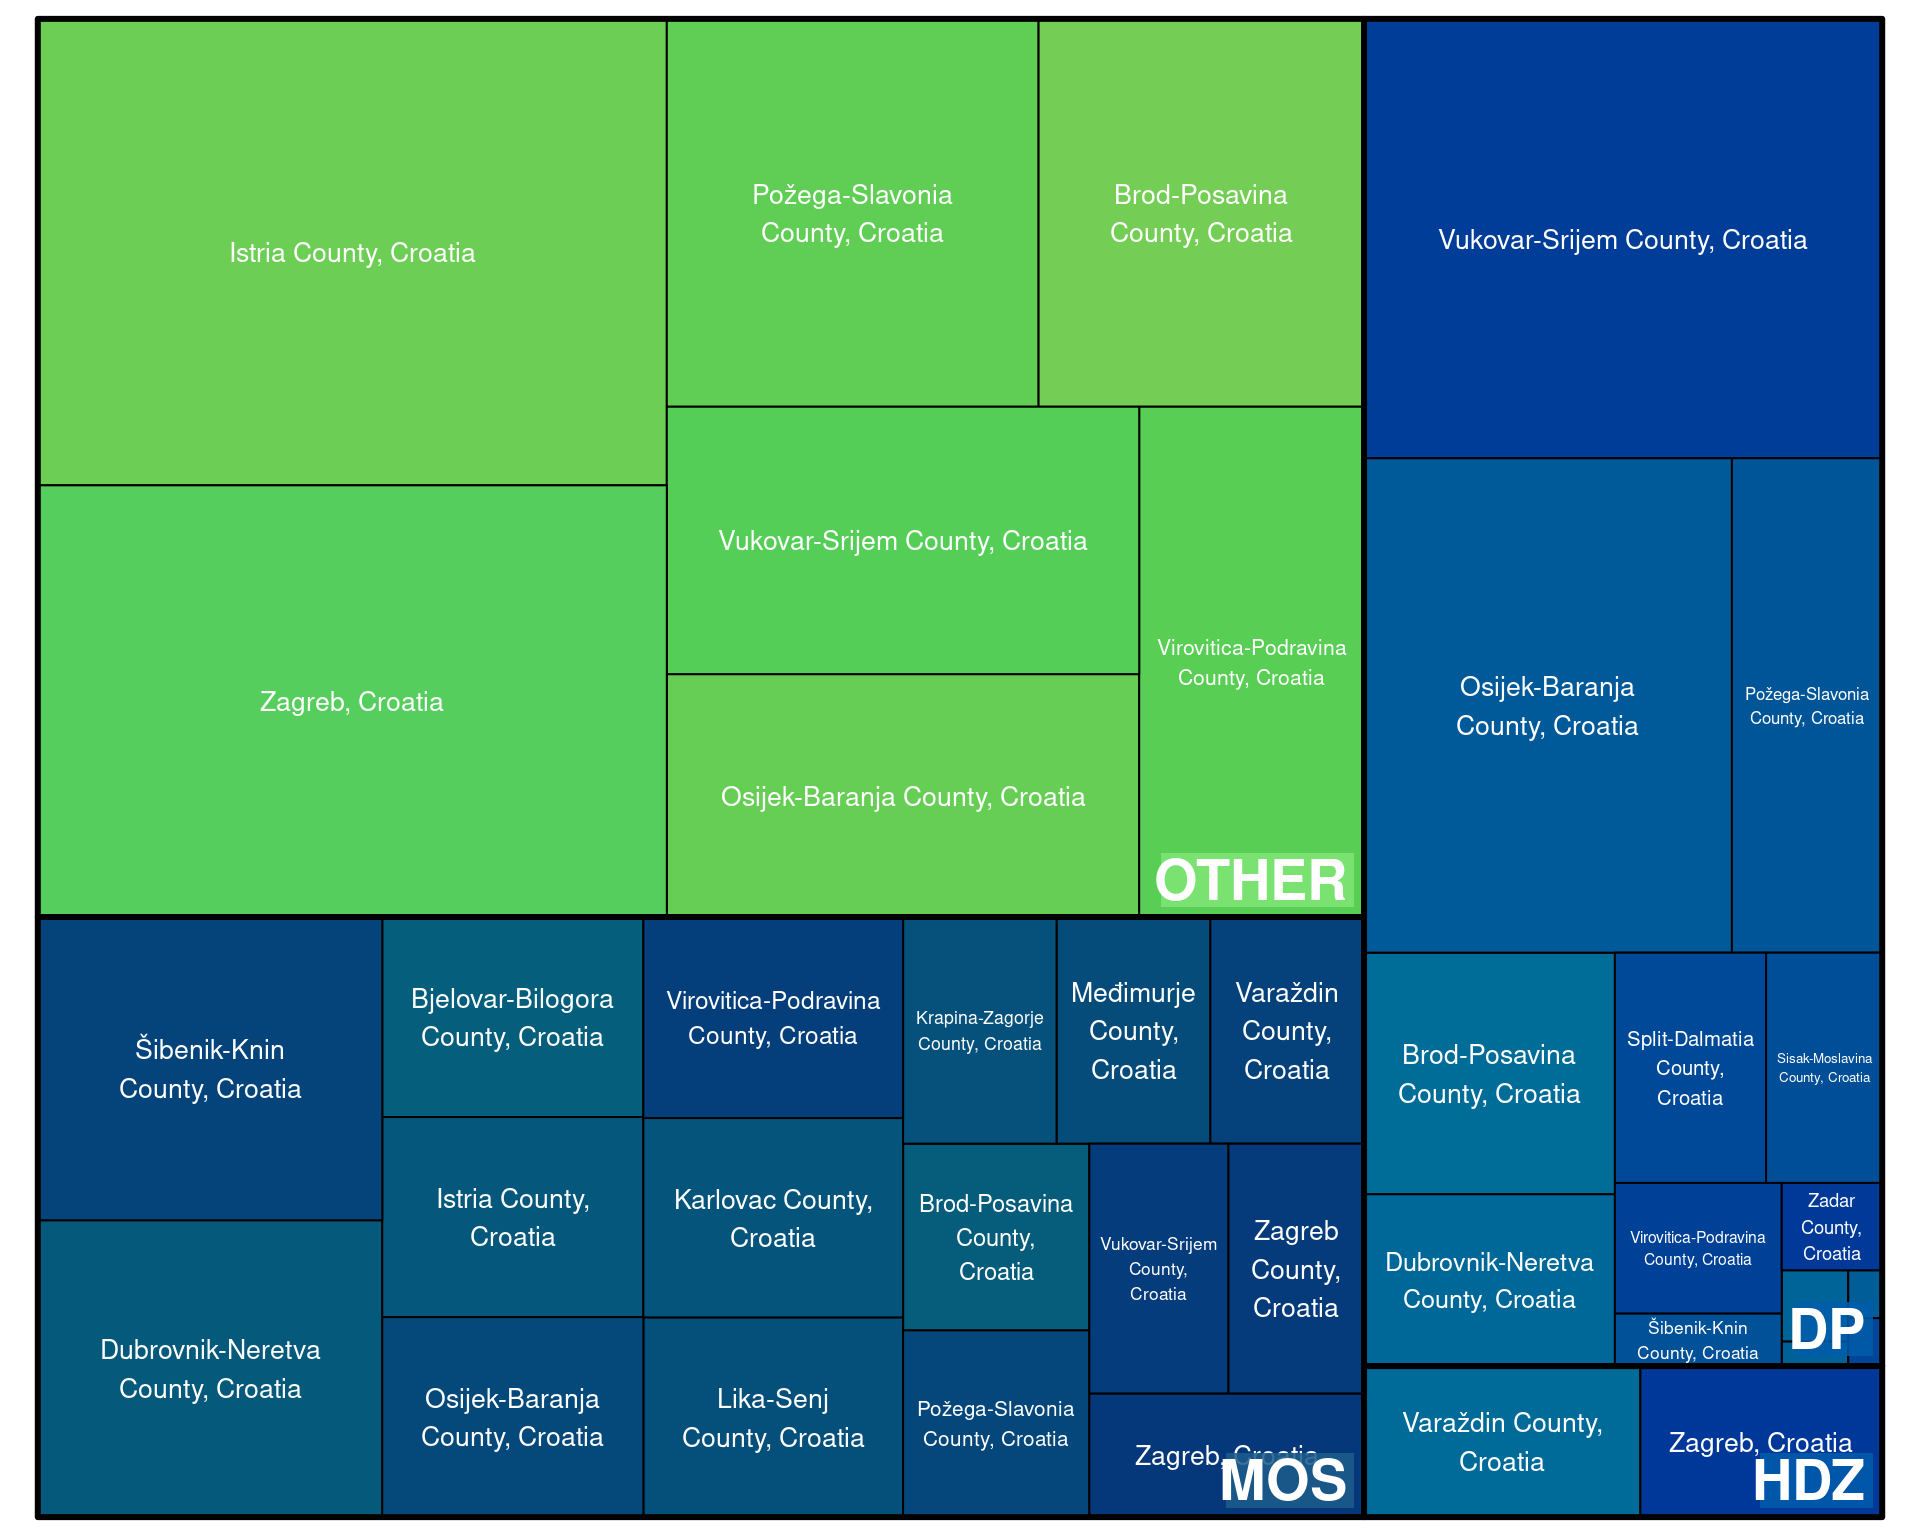 Istria County, Croatia
Požega-Slavonia
County, Croatia
Brod-Posavina
County, Croatia
Zagreb, Croatia
Vukovar-Srijem County, Croatia
Osijek-Baranja County, Croatia
Virovitica-Podravina
County, Croatia
OTHER
Vukovar-Srijem County, Croatia
Osijek-Baranja
County, Croatia
Požega-Slavonia
County, Croatia
Brod-Posavina
County, Croatia
Split-Dalmatia
County,
Croatia
Sisak-Moslavina
County, Croatia
Dubrovnik-Neretva
County, Croatia
Virovitica-Podravina
County, Croatia
Zadar
County,
Croatia
Šibenik-Knin
County, Croatia
DP
Šibenik-Knin
County, Croatia
Dubrovnik-Neretva
County, Croatia
Bjelovar-Bilogora
County, Croatia
Istria County,
Croatia
Osijek-Baranja
County, Croatia
Virovitica-Podravina
County, Croatia
Karlovac County,
Croatia
Lika-Senj
County, Croatia
Krapina-Zagorje
County, Croatia
Međimurje
County,
Croatia
Varaždin
County,
Croatia
Brod-Posavina
County,
Croatia
Požega-Slavonia
County, Croatia
Vukovar-Srijem
County,
Croatia
Zagreb
County,
Croatia
Zagreb, Croatia
MOS
Varaždin County,
Croatia
Zagreb, Croatia
HDZ